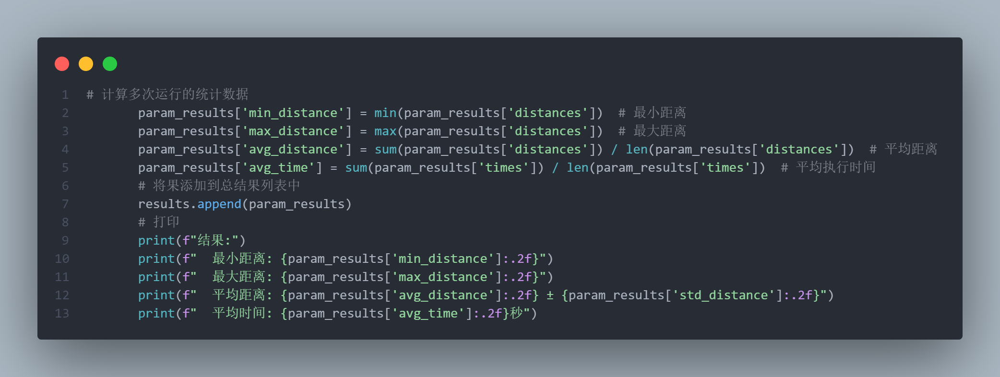 1 # 计算多次运行的统计数据
2 param_results['min_distance'] = min(param_results['distances']) # 最小距离
3 param_results['max_distance'] = max(param_results['distances']) # 最大距离
4 param_results['avg_distance'] = sum(param_results['distances']) / len(param_results['distances']) # 平均距离
5 param_results['avg_time'] = sum(param_results['times']) / len(param_results['times']) # 平均执行时间
6 # 将果添加到总结果列表中
7 results.append(param_results)
8 # 打印
9 print(f"结果:")
10 print(f"  最小距离: {param_results['min_distance']:.2f}")
11 print(f"  最大距离: {param_results['max_distance']:.2f}")
12 print(f"  平均距离: {param_results['avg_distance']:.2f} ± {param_results['std_distance']:.2f}")
13 print(f"  平均时间: {param_results['avg_time']:.2f}秒")